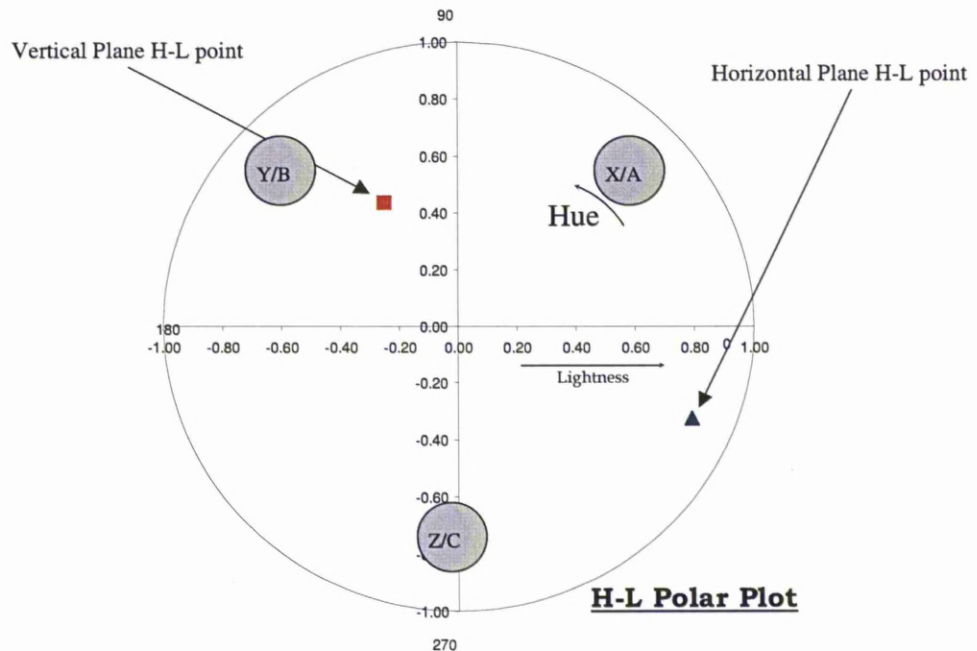 90
Vertical Plane H-L point
1.00
Horizontal Plane H-L point
0.80
0.60
Y/B
X/A
0.40
Hue
0.20
180
0.00
0
-1.00 -0.80 -0.60 -0.40 -0.20 0.00 0.20 0.40 0.60 0.80 1.00
-0.20
Lightness
-0.40
-0.60
Z/C
-1.00
H-L Polar Plot
270